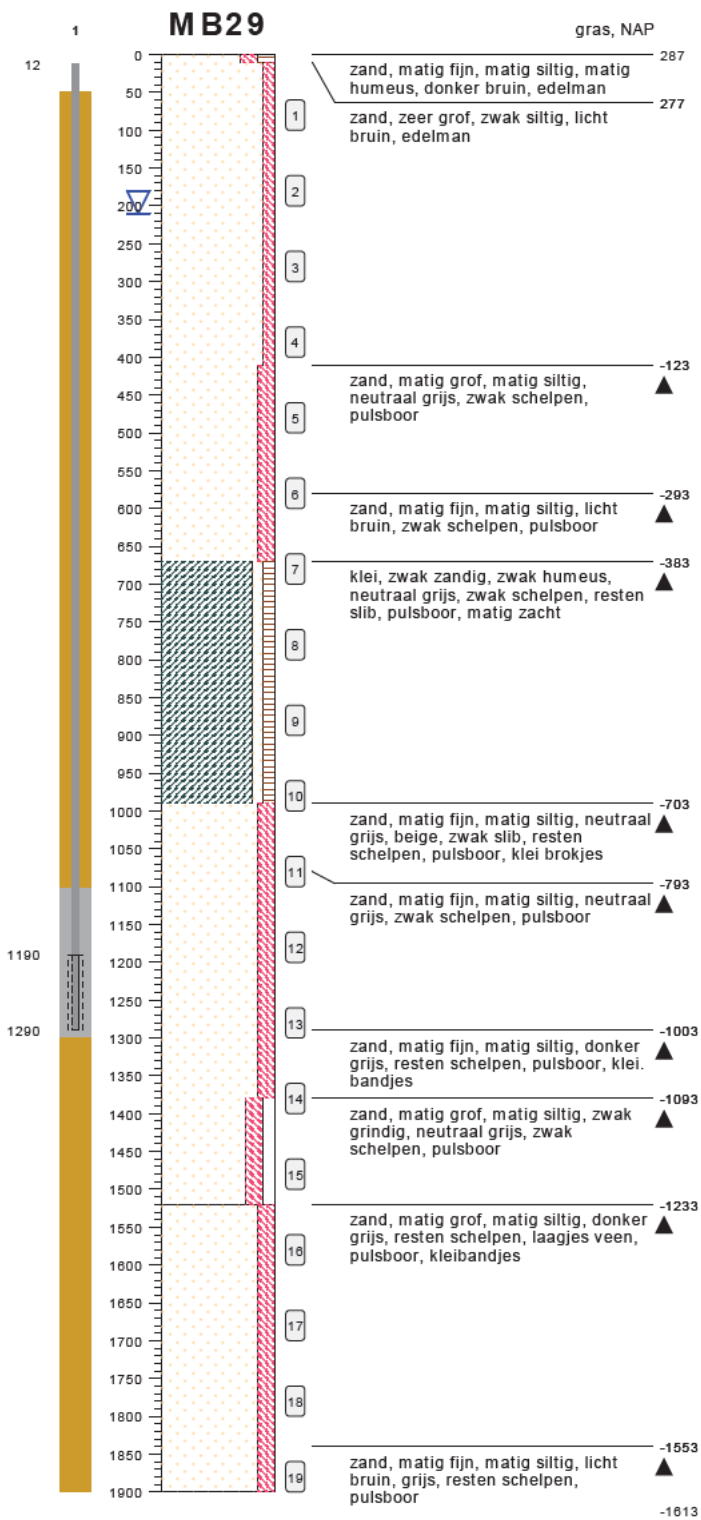 1
MB29
gras, NAP
12
0
50
100
150
200
250
300
350
400
450
500
550
600
650
700
750
800
850
900
950
1000
1050
1100
1150
1200
1250
1300
1350
1400
1450
1500
1550
1600
1650
1700
1750
1800
1850
1900
1190
1290
1
2
3
4
5
6
7
8
9
10
11
12
13
14
15
16
17
18
19
287
zand, matig fijn, matig siltig, matig
humeus, donker bruin, edelman
277
zand, zeer grof, zwak siltig, licht
bruin, edelman
-123
zand, matig grof, matig siltig,
neutraal grijs, zwak schelpen,
pulsboor
-293
zand, matig fijn, matig siltig, licht
bruin, zwak schelpen, pulsboor
-383
klei, zwak zandig, zwak humeus,
neutraal grijs, zwak schelpen, resten
slib, pulsboor, matig zacht
-703
zand, matig fijn, matig siltig, neutraal
grijs, beige, zwak slib, resten
schelpen, pulsboor, klei brokjes
-793
zand, matig fijn, matig siltig, neutraal
grijs, zwak schelpen, pulsboor
-1003
zand, matig fijn, matig siltig, donker
grijs, resten schelpen, pulsboor, klei.
bandjes
-1093
zand, matig grof, matig siltig, zwak
grindig, neutraal grijs, zwak
schelpen, pulsboor
-1233
zand, matig grof, matig siltig, donker
grijs, resten schelpen, laagjes veen,
pulsboor, kleibandjes
-1553
zand, matig fijn, matig siltig, licht
bruin, grijs, resten schelpen,
pulsboor
-1613